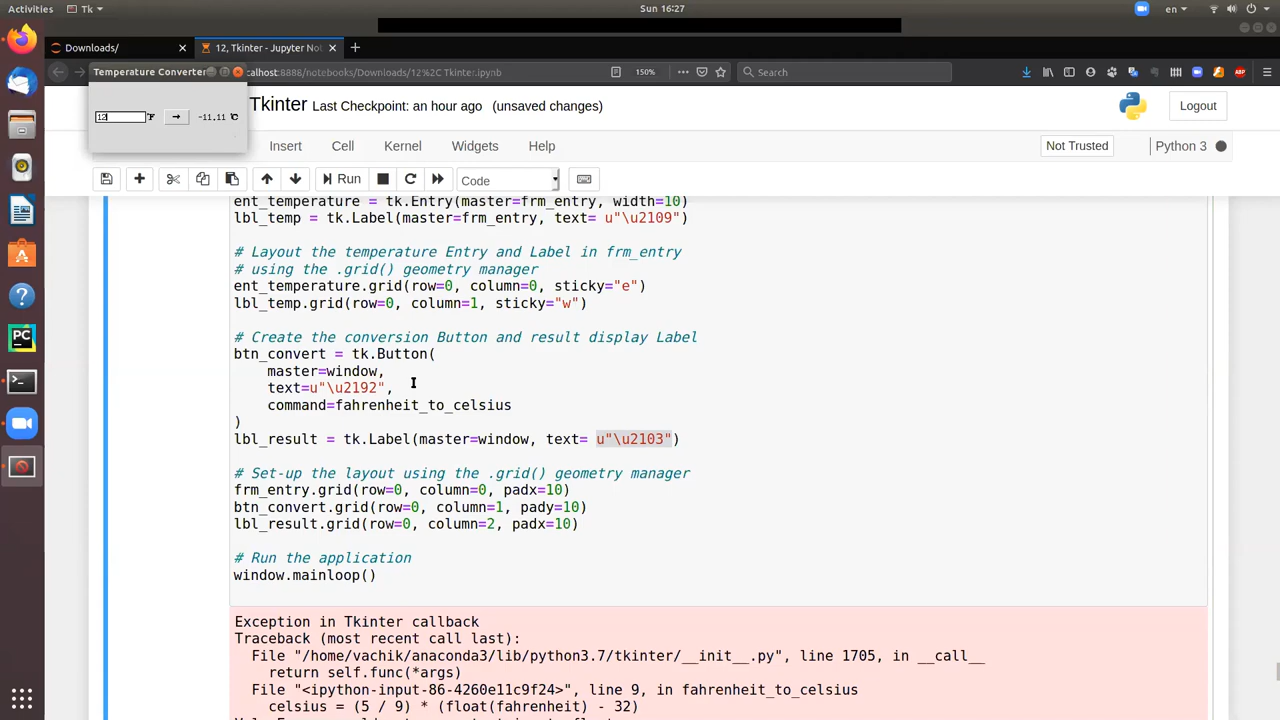 Activities
Tk
Sun 16:27
en
Downloads/
12, Tkinter - Jupyter No
Temperature Converter
calhost:8888/notebooks/Downloads/12%2C Tkinter.ipynb
150%
Search
ABP
12
℉
→
-11.11 ℃
Tkinter Last Checkpoint: an hour ago (unsaved changes)
Logout
Insert
Cell
Kernel
Widgets
Help
Not Trusted
Python 3
Run
Code
ent_temperature = tk.Entry(master=frm_entry, width=10)
lbl_temp = tk.Label(master=frm_entry, text= u"\u2109")
# Layout the temperature Entry and Label in frm_entry
# using the .grid() geometry manager
ent_temperature.grid(row=0, column=0, sticky="e")
lbl_temp.grid(row=0, column=1, sticky="w")
# Create the conversion Button and result display Label
btn_convert = tk.Button(
master=window,
text=u"\u2192",
command=fahrenheit_to_celsius
)
lbl_result = tk.Label(master=window, text= u"\u2103")
# Set-up the layout using the .grid() geometry manager
frm_entry.grid(row=0, column=0, padx=10)
btn_convert.grid(row=0, column=1, pady=10)
lbl_result.grid(row=0, column=2, padx=10)
# Run the application
window.mainloop()
Exception in Tkinter callback
Traceback (most recent call last):
File "/home/vachik/anaconda3/lib/python3.7/tkinter/__init__.py", line 1705, in __call__
return self.func(*args)
File "<ipython-input-86-4260e11c9f24>", line 9, in fahrenheit_to_celsius
celsius = (5 / 9) * (float(fahrenheit) - 32)